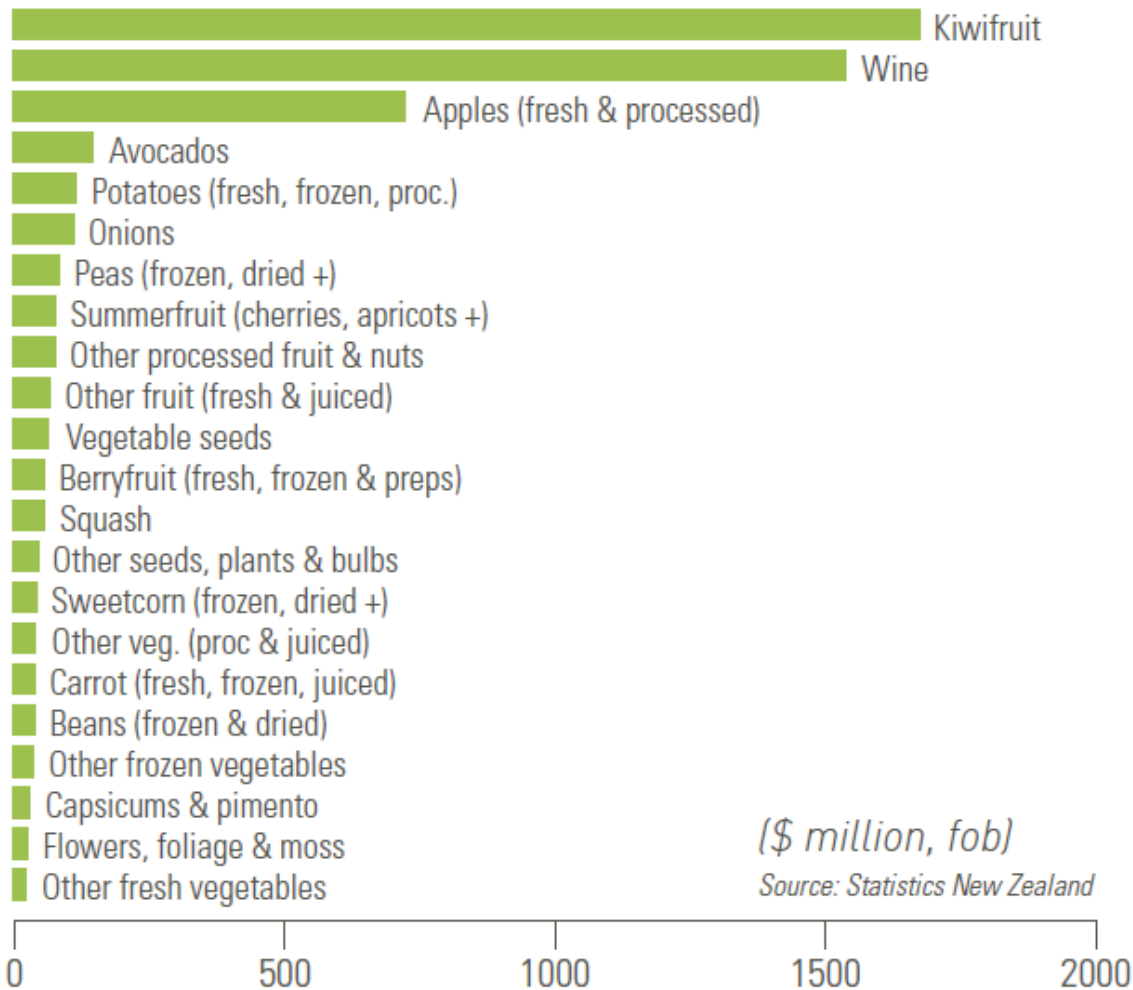 Kiwifruit
Wine
Apples (fresh & processed)
Avocados
Potatoes (fresh, frozen, proc.)
Onions
Peas (frozen, dried +)
Summerfruit (cherries, apricots +)
Other processed fruit & nuts
Other fruit (fresh & juiced)
Vegetable seeds
Berryfruit (fresh, frozen & preps)
Squash
Other seeds, plants & bulbs
Sweetcorn (frozen, dried +)
Other veg. (proc & juiced)
Carrot (fresh, frozen, juiced)
Beans (frozen & dried)
Other frozen vegetables
Capsicums & pimento
Flowers, foliage & moss
Other fresh vegetables
($ million, fob)
Source: Statistics New Zealand
0 500 1000 1500 2000